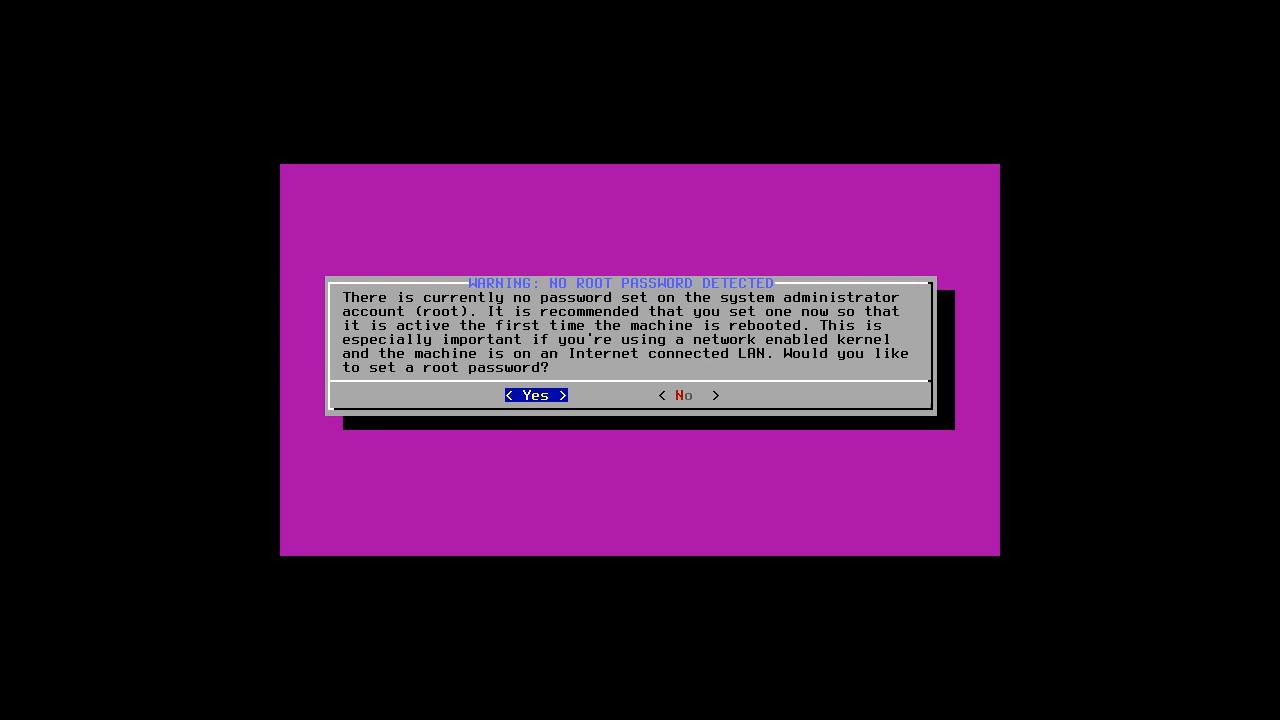 WARNING: NO ROOT PASSWORD DETECTED
There is currently no password set on the system administrator
account (root). It is recommended that you set one now so that
it is active the first time the machine is rebooted. This is
especially important if you're using a network enabled kernel
and the machine is on an Internet connected LAN. Would you like
to set a root password?
< Yes > < No >